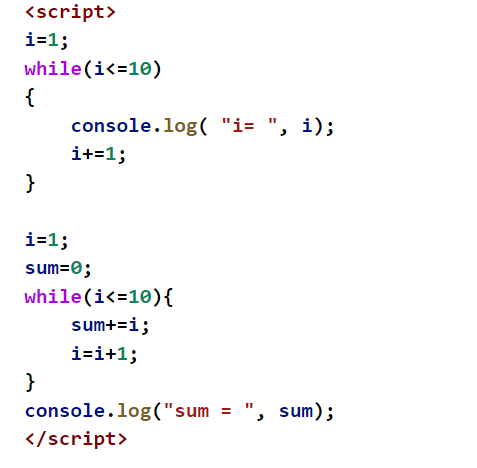 <script>
i=1;
while(i<=10)
{
    console.log( "i= ", i);
    i+=1;
}

i=1;
sum=0;
while(i<=10){
    sum+=i;
    i=i+1;
}
console.log("sum = ", sum);
</script>